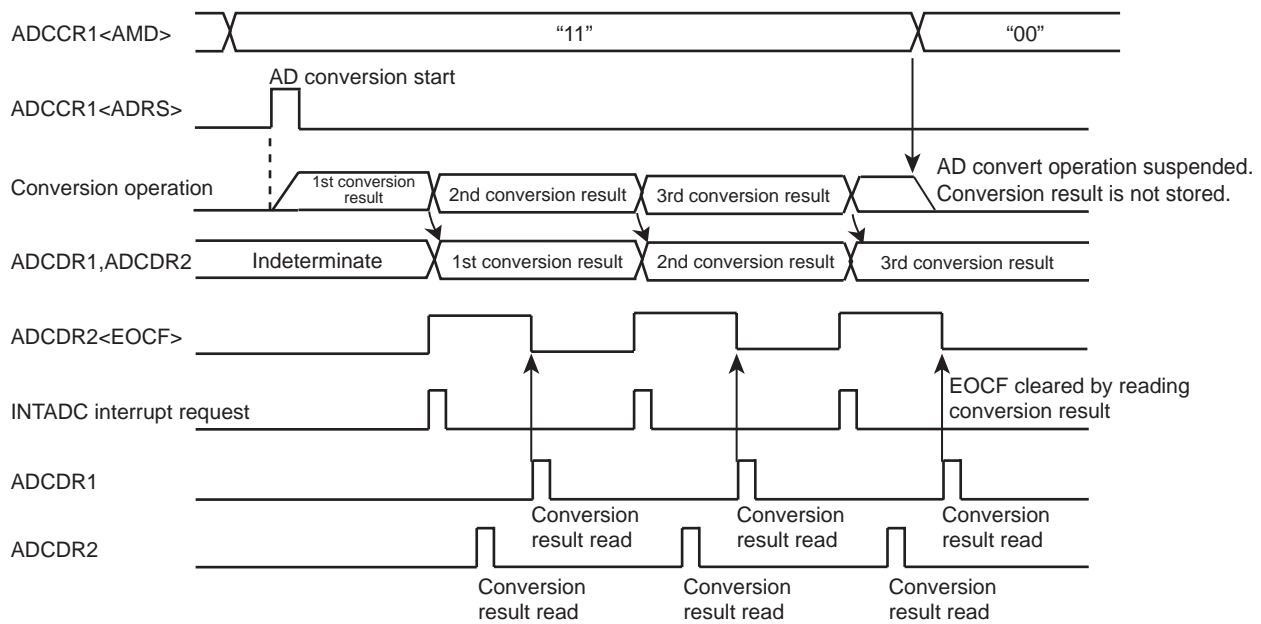 ADCCR1<AMD>
“11”
“00”
AD conversion start
ADCCR1<ADRS>
Conversion operation
1st conversion
result
2nd conversion result
3rd conversion result
AD convert operation suspended.
Conversion result is not stored.
ADCDR1,ADCDR2
Indeterminate
1st conversion result
2nd conversion result
3rd conversion result
ADCDR2<EOCF>
EOCF cleared by reading
conversion result
INTADC interrupt request
ADCDR1
Conversion
result read
Conversion
result read
Conversion
result read
ADCDR2
Conversion
result read
Conversion
result read
Conversion
result read